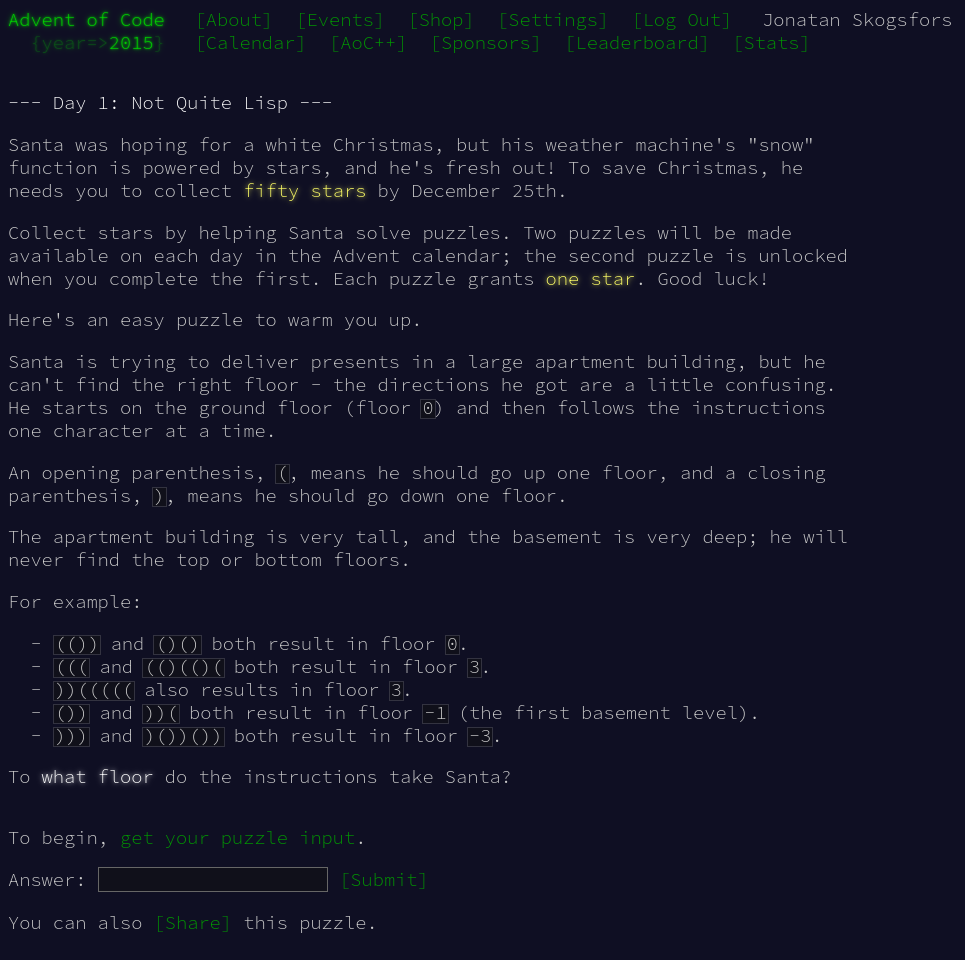 Advent of Code [About] [Events] [Shop] [Settings] [Log Out] Jonatan Skogsfors
{year=>2015} [Calendar] [AoC++] [Sponsors] [Leaderboard] [Stats]
--- Day 1: Not Quite Lisp ---
Santa was hoping for a white Christmas, but his weather machine's "snow"
function is powered by stars, and he's fresh out! To save Christmas, he
needs you to collect fifty stars by December 25th.
Collect stars by helping Santa solve puzzles. Two puzzles will be made
available on each day in the Advent calendar; the second puzzle is unlocked
when you complete the first. Each puzzle grants one star. Good luck!
Here's an easy puzzle to warm you up.
Santa is trying to deliver presents in a large apartment building, but he
can't find the right floor - the directions he got are a little confusing.
He starts on the ground floor (floor 0) and then follows the instructions
one character at a time.
An opening parenthesis, (, means he should go up one floor, and a closing
parenthesis, ), means he should go down one floor.
The apartment building is very tall, and the basement is very deep; he will
never find the top or bottom floors.
For example:
- (()) and ()() both result in floor 0.
- ((( and (()(()( both result in floor 3.
- ))((((( also results in floor 3.
- ()) and ))( both result in floor -1 (the first basement level).
- ))) and )())()) both result in floor -3.
To what floor do the instructions take Santa?
To begin, get your puzzle input.
Answer: [Submit]
You can also [Share] this puzzle.